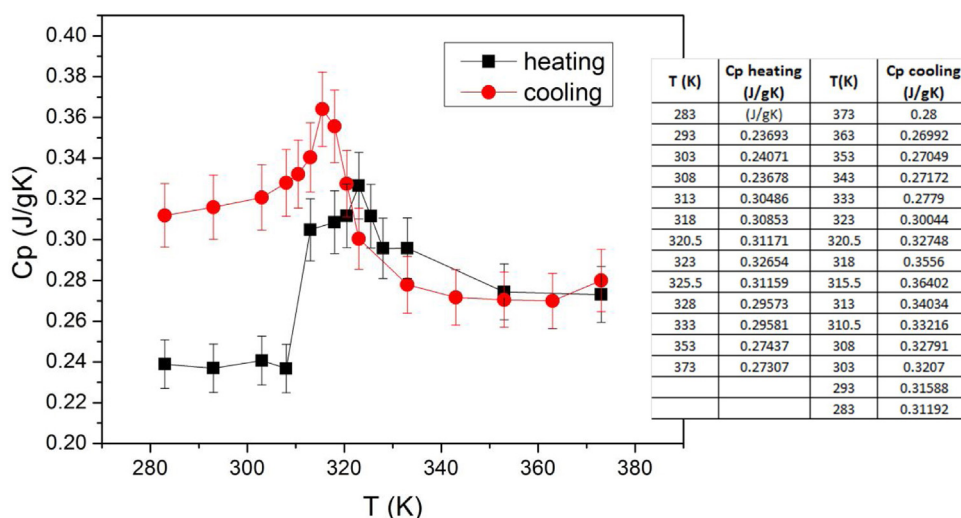 0.40
0.38
0.36
0.34
0.32
0.30
0.28
0.26
0.24
0.22
0.20
Cp (J/gK)
280 300 320 340 360 380
T (K)
heating
cooling
T (K) Cp heating (J/gK) T(K) Cp cooling (J/gK)
283 (J/gK) 373 0.28
293 0.23693 363 0.26992
303 0.24071 353 0.27049
308 0.23678 343 0.27172
313 0.30486 333 0.2779
318 0.30853 323 0.30044
320.5 0.31171 320.5 0.32748
323 0.32654 318 0.3556
325.5 0.31159 315.5 0.36402
328 0.29573 313 0.34034
333 0.29581 310.5 0.33216
353 0.27437 308 0.32791
373 0.27307 303 0.3207
293 0.31588
283 0.31192